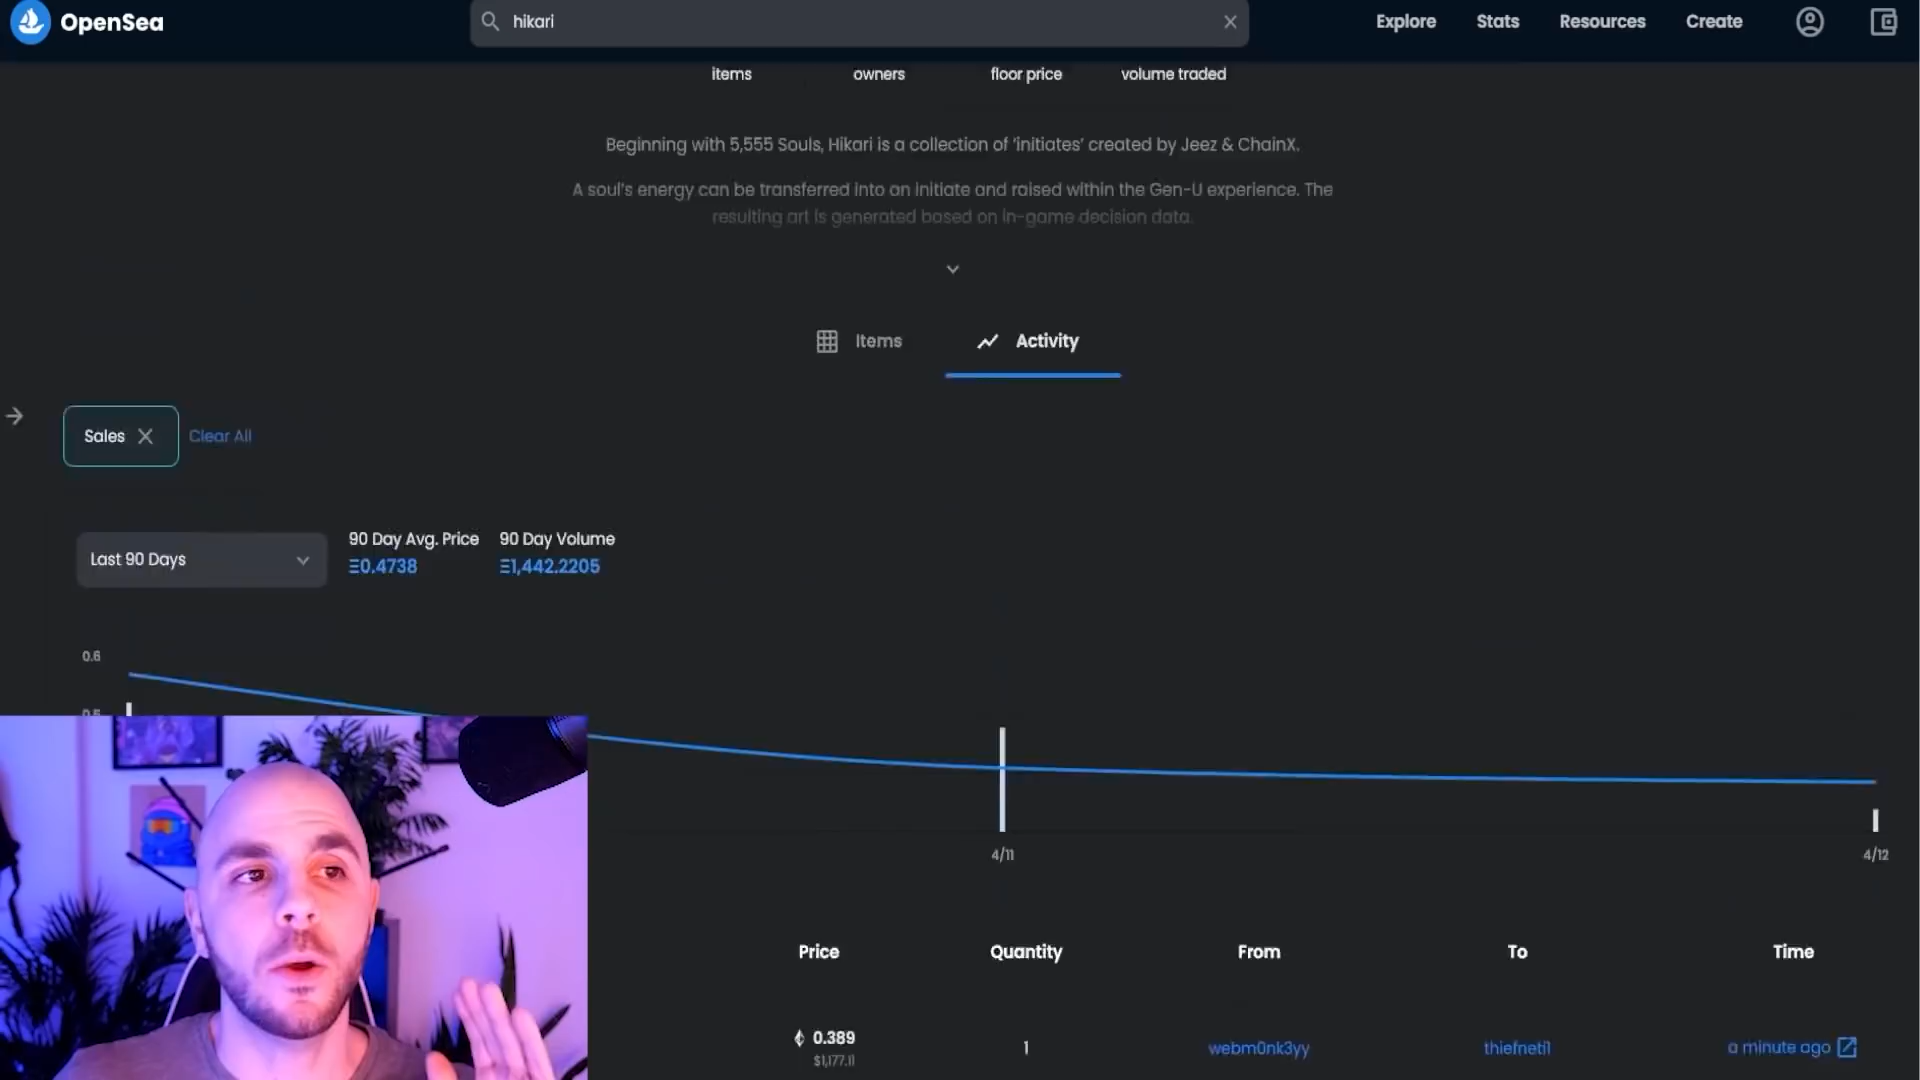 OpenSea
hikari
Explore
Stats
Resources
Create
items
owners
floor price
volume traded
Beginning with 5,555 Souls, Hikari is a collection of 'initiates' created by Jeez & ChainX.
A soul's energy can be transferred into an initiate and raised within the Gen-U experience. The
resulting art is generated based on in-game decision data.
Items
Activity
Sales
Clear All
Last 90 Days
90 Day Avg. Price
Ξ0.4738
90 Day Volume
Ξ1,442.2205
0.6
4/11
4/12
Price
Quantity
From
To
Time
0.389
$1,177.11
1
webm0nk3yy
thiefneti1
a minute ago